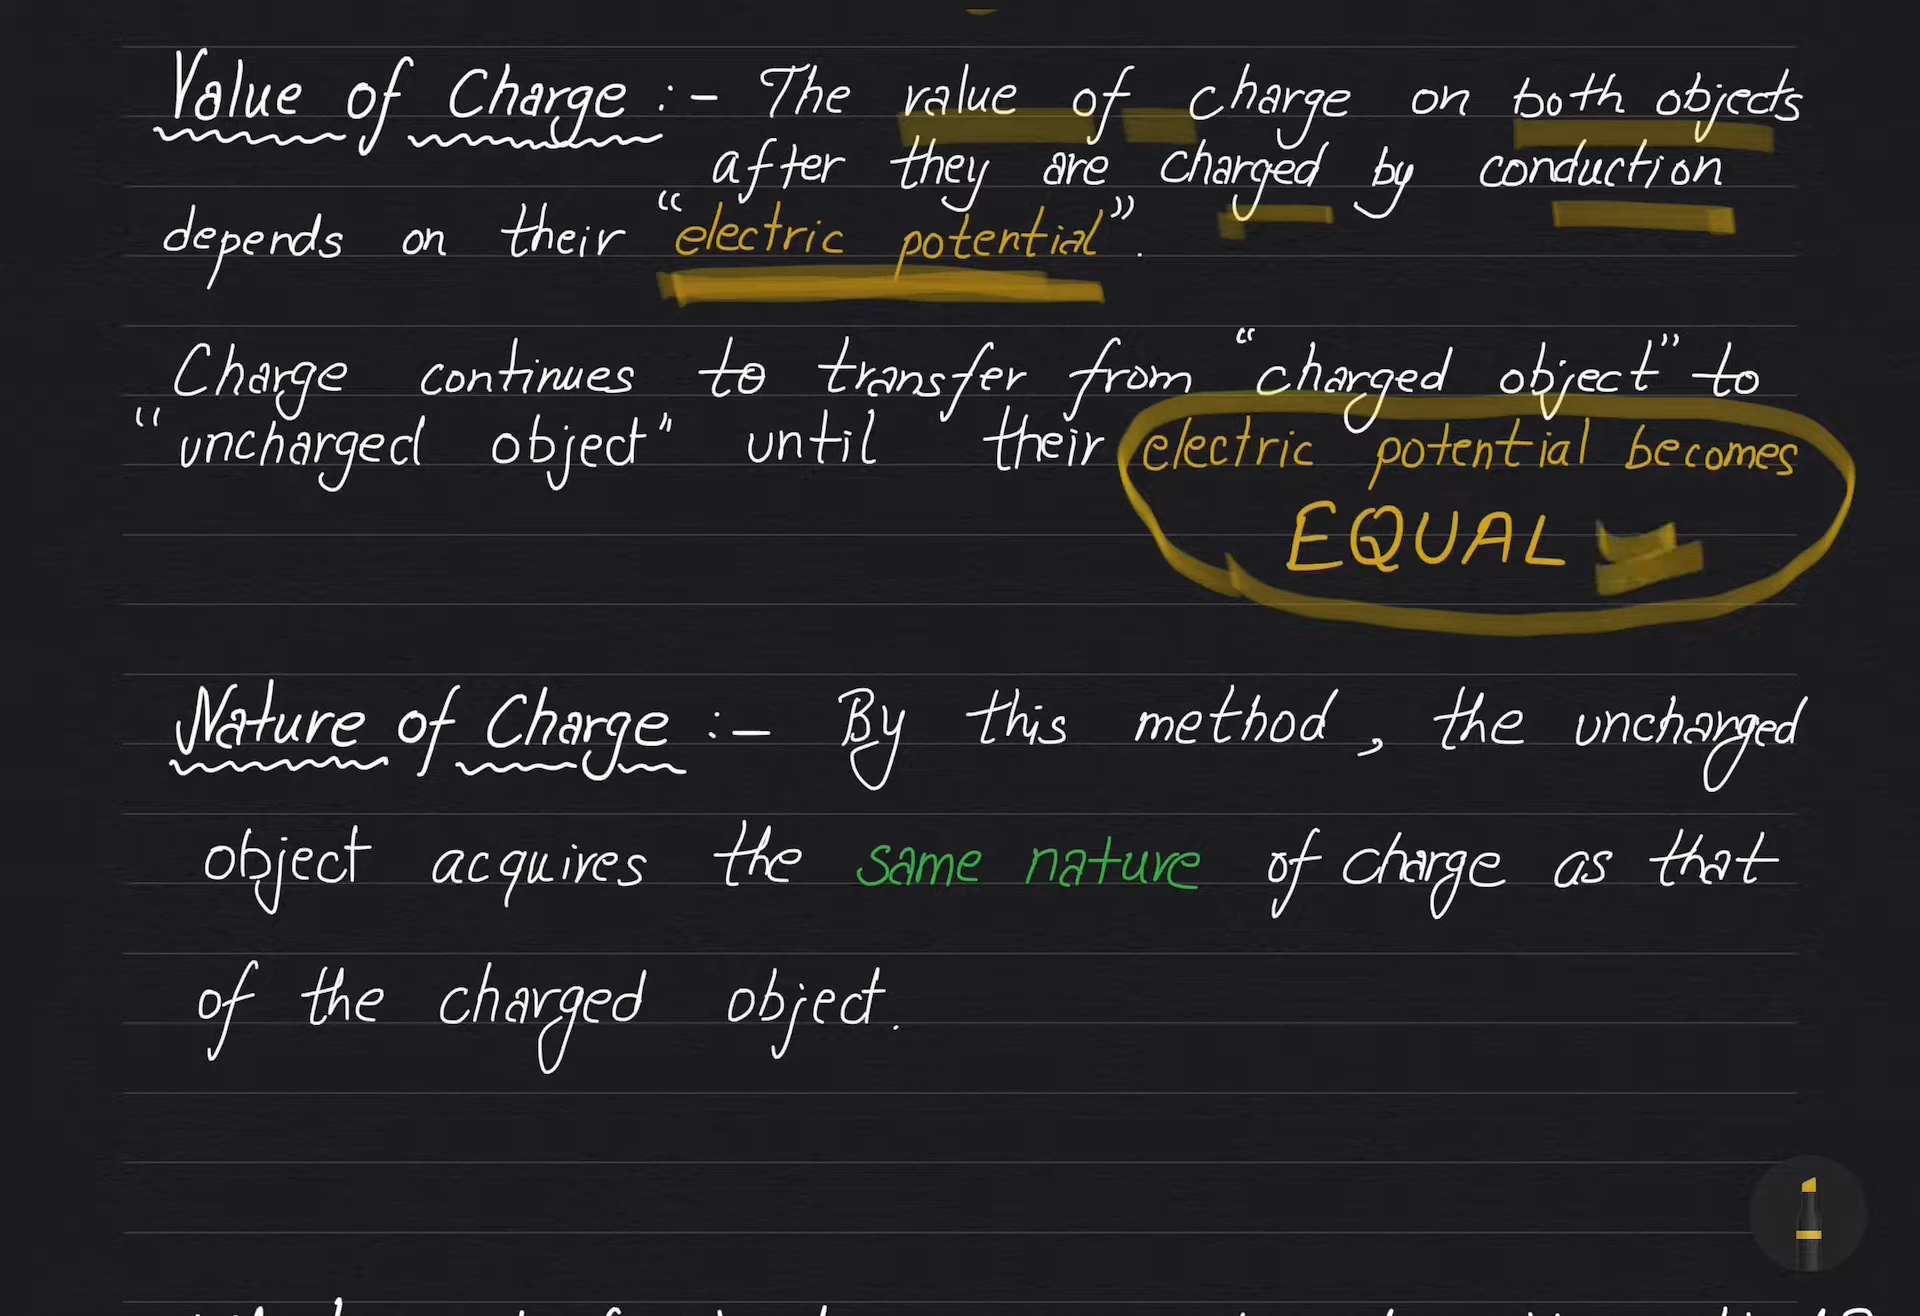 Value of Charge :- The value of charge on both objects
after they are charged by conduction
depends on their "electric potential".
Charge continues to transfer from "charged object" to
"uncharged object" until their electric potential becomes
EQUAL
Nature of Charge :- By this method, the uncharged
object acquires the same nature of charge as that
of the charged object.